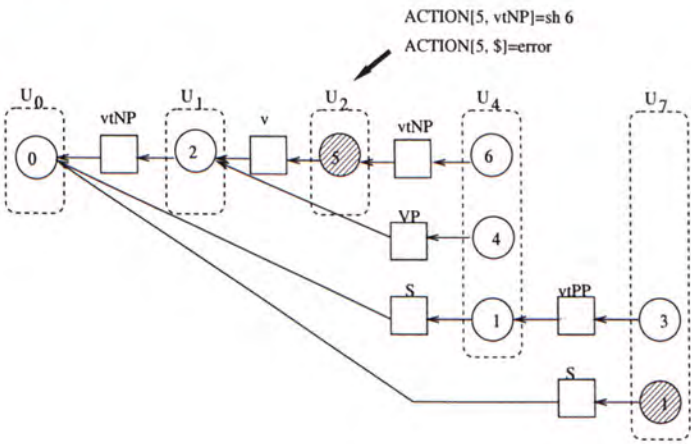 ACTION[5, vtNP]=sh 6
ACTION[5, $]=error
U0 U1 U2 U4 U7
vtNP v vtNP
0 2 5 6
VP
4
S vtPP
1 3
S
1